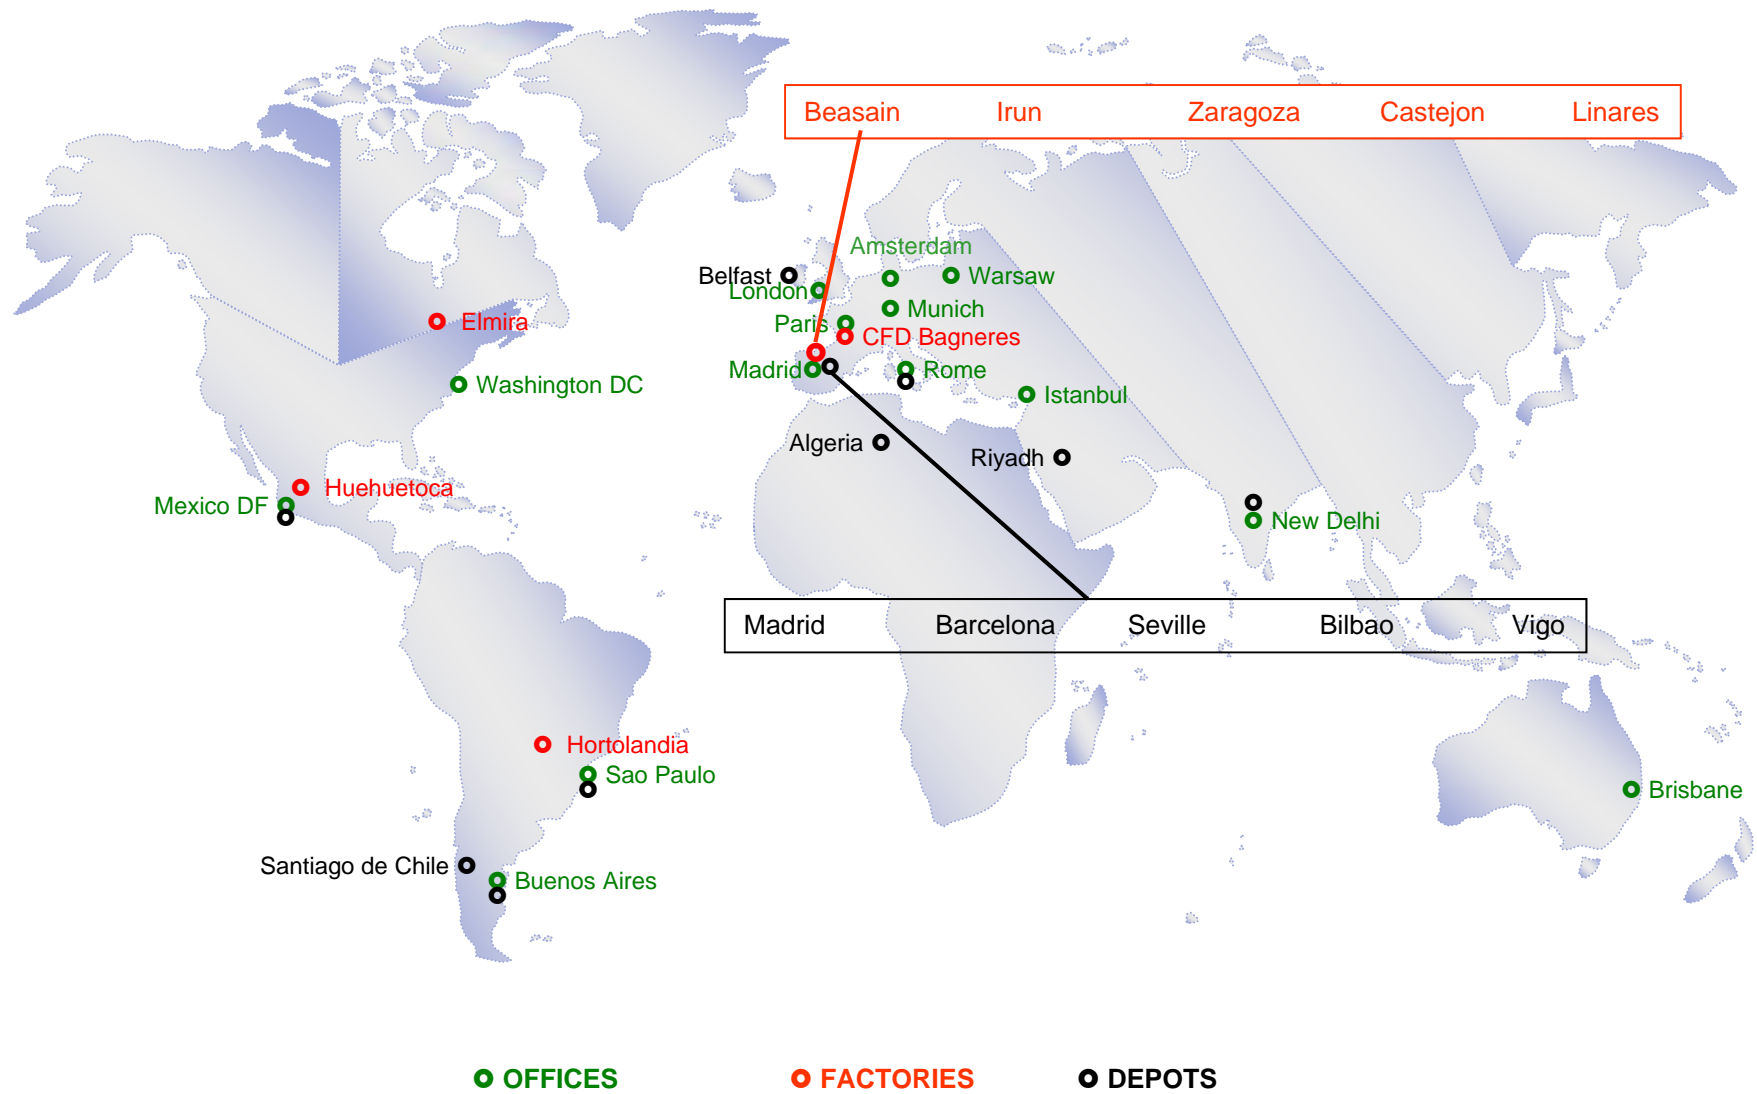 Beasain Irun Zaragoza Castejon Linares
Amsterdam
Belfast
Warsaw
London
Munich
Paris
Elmira
CFD Bagneres
Madrid
Rome
Washington DC
Istanbul
Algeria
Riyadh
Huehuetoca
Mexico DF
New Delhi
Madrid Barcelona Seville Bilbao Vigo
Hortolandia
Sao Paulo
Brisbane
Santiago de Chile
Buenos Aires
OFFICES FACTORIES DEPOTS